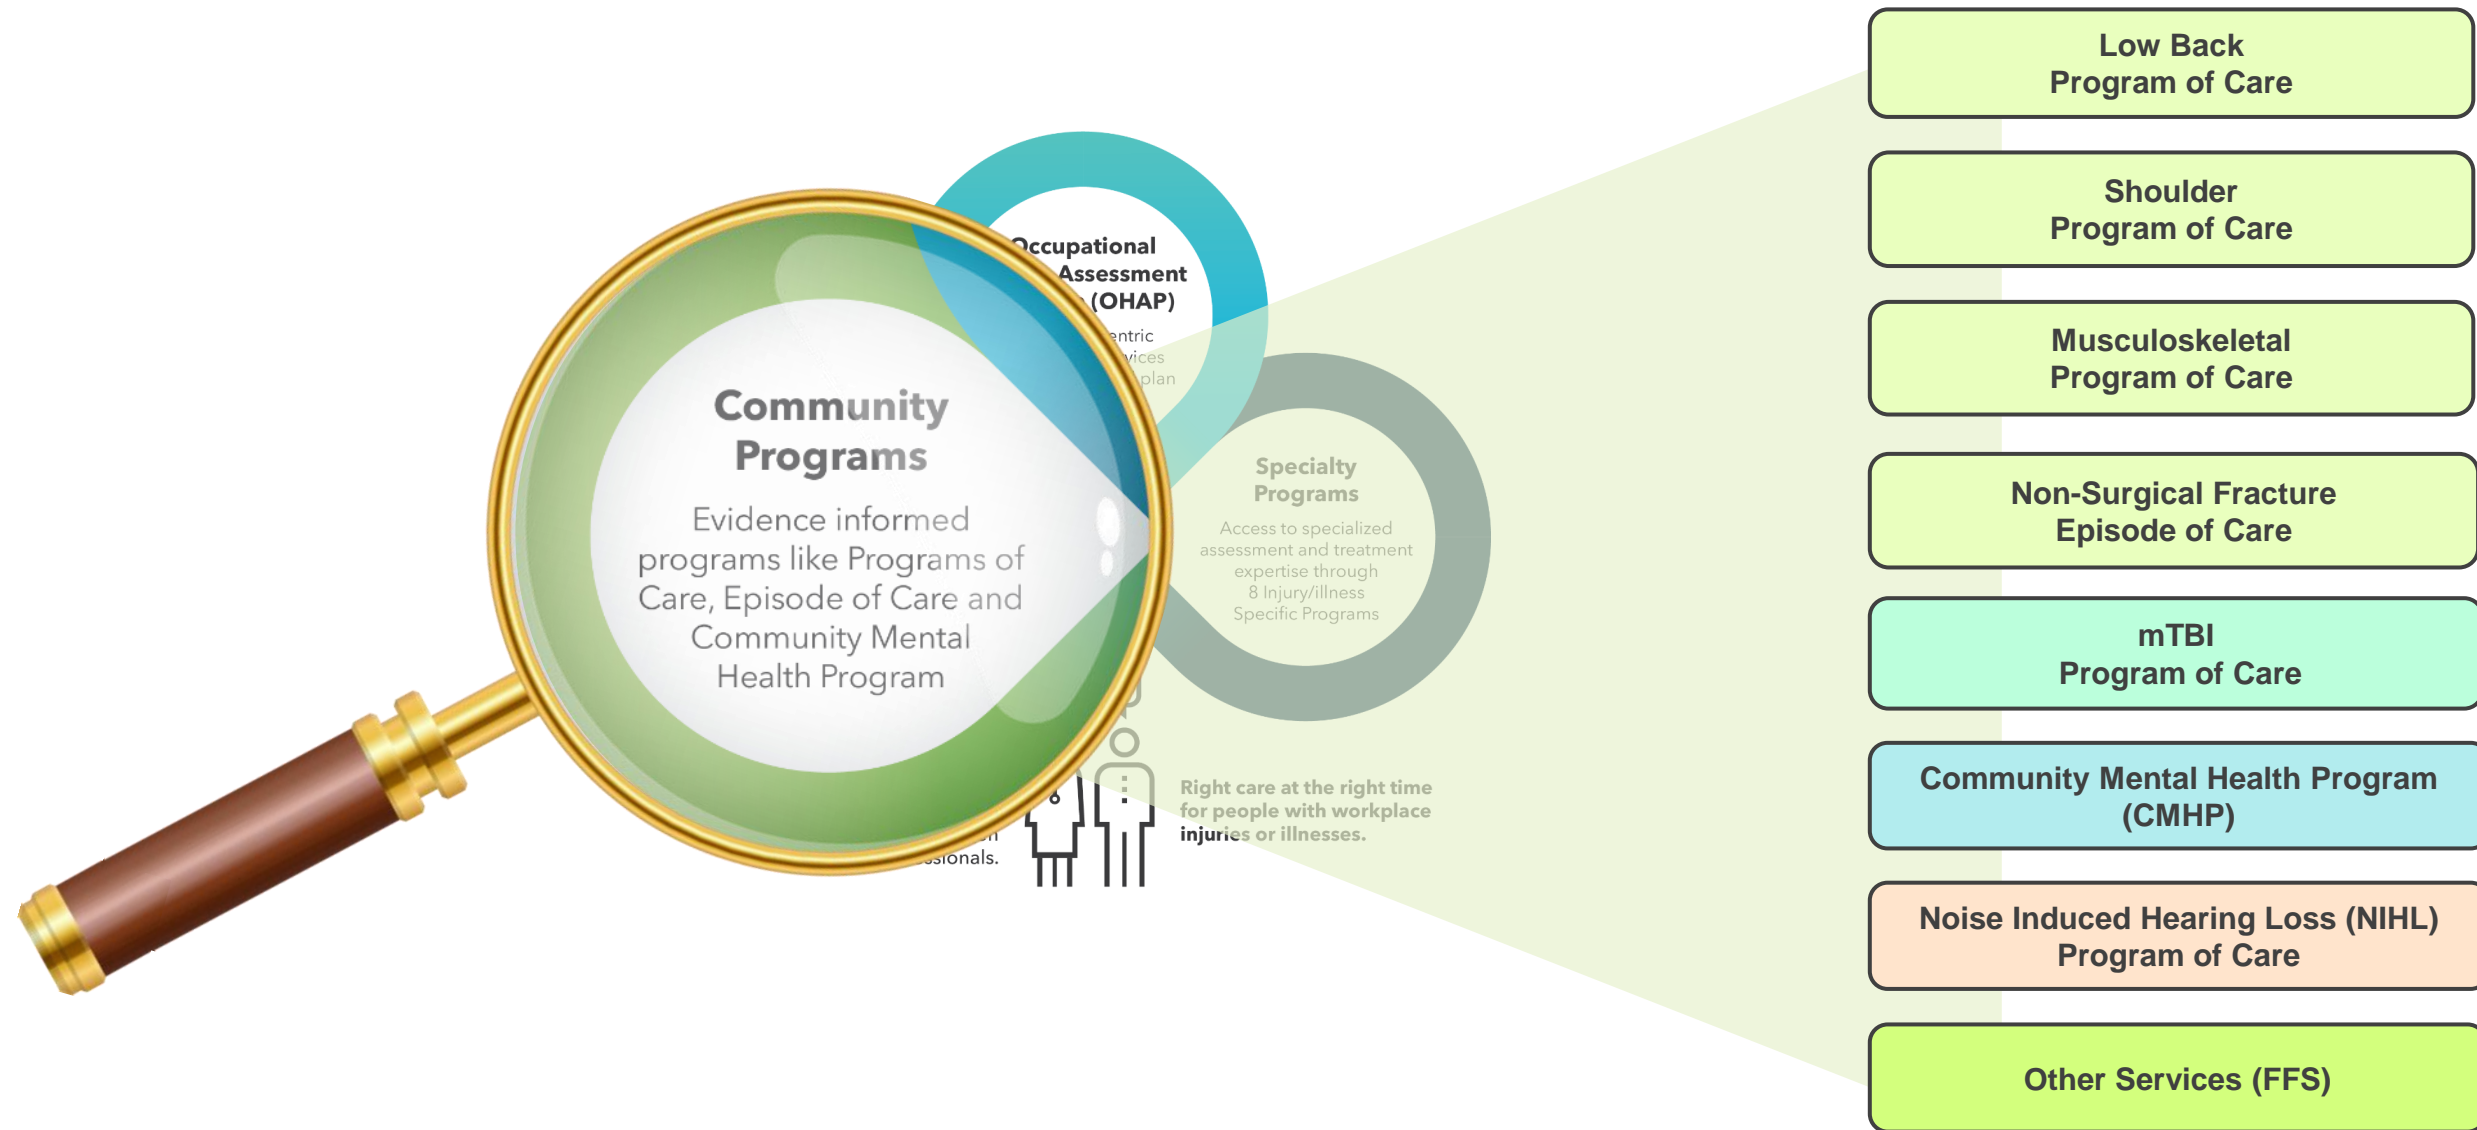 Community
Programs
Evidence informed
programs like Programs of
Care, Episode of Care and
Community Mental
Health Program
Occupational
Assessment
(OHAP)
plan
Specialty
Programs
Access to specialized
assessment and treatment
expertise through
8 Injury/illness
Specific Programs
Right care at the right time
for people with workplace
injuries or illnesses.
Low Back
Program of Care
Shoulder
Program of Care
Musculoskeletal
Program of Care
Non-Surgical Fracture
Episode of Care
mTBI
Program of Care
Community Mental Health Program
(CMHP)
Noise Induced Hearing Loss (NIHL)
Program of Care
Other Services (FFS)